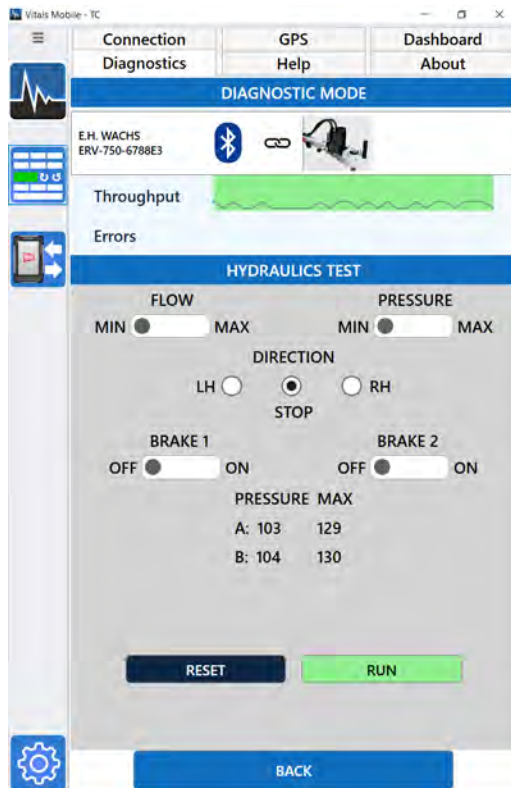 Vitals Mobile - TC
Connection GPS Dashboard
Diagnostics Help About
DIAGNOSTIC MODE
E.H. WACHS
ERV-750-6788E3
Throughput
Errors
HYDRAULICS TEST
FLOW PRESSURE
MIN MAX MIN MAX
DIRECTION
LH RH
STOP
BRAKE 1 BRAKE 2
OFF ON OFF ON
PRESSURE MAX
A: 103 129
B: 104 130
RESET RUN
BACK